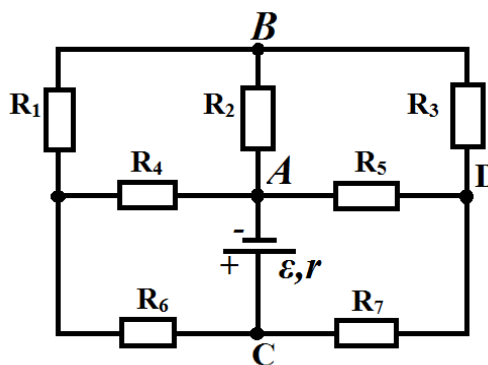 B
R₁ R₂ R₃
R₄ A R₅ D
-
+ ε,r
R₆ R₇
C